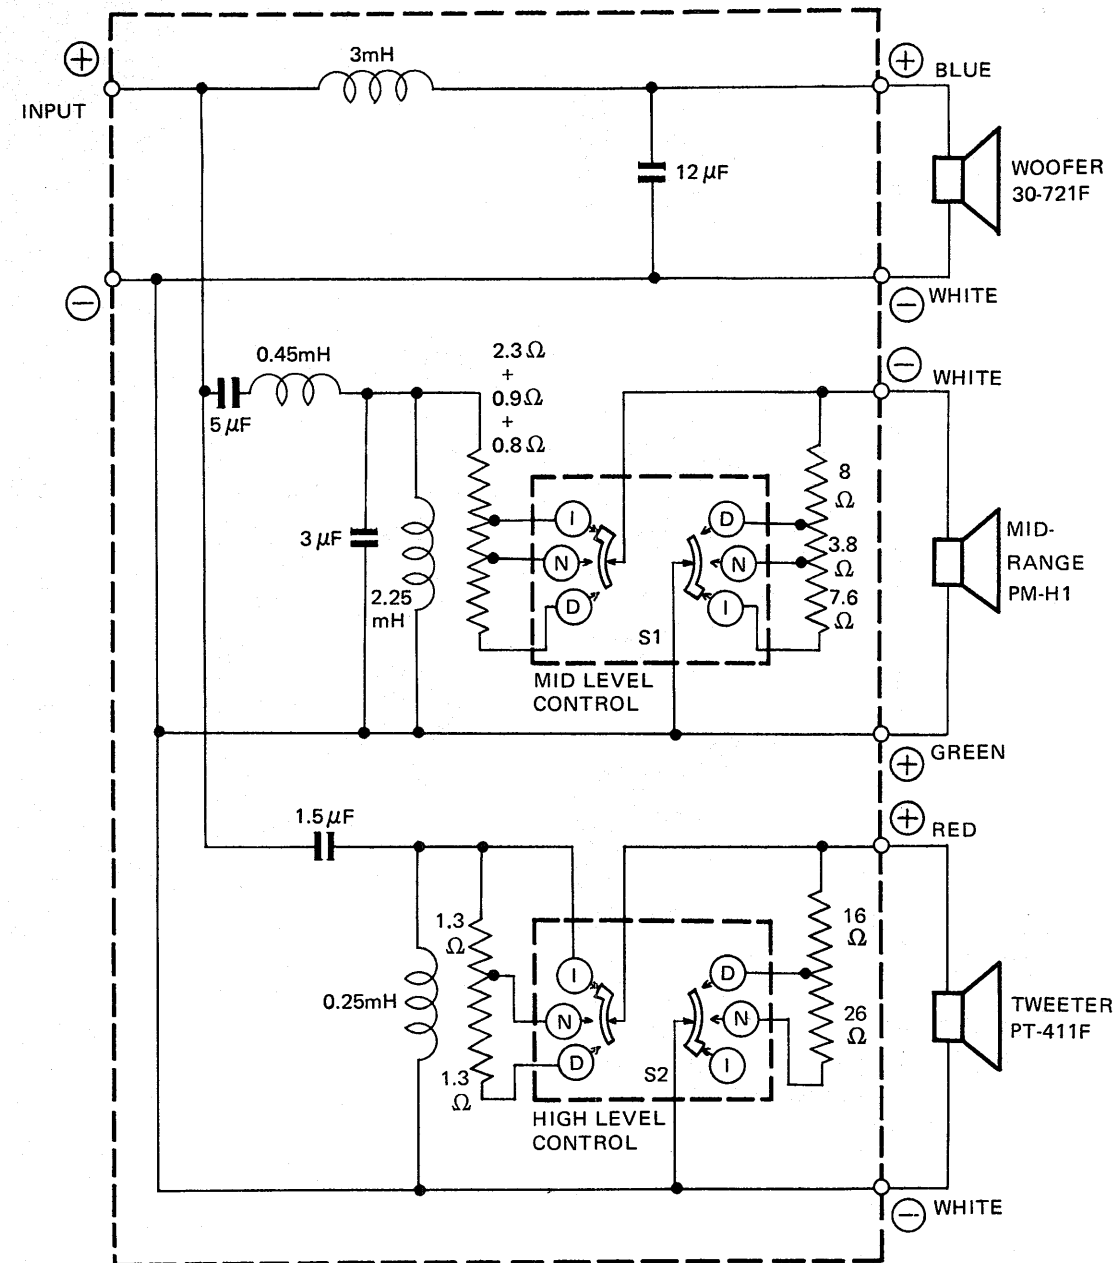 3mH
+
+
BLUE
INPUT
12 μF
WOOFER
30-721F
−
−
WHITE
0.45mH
2.3 Ω
+
0.9Ω
+
0.8 Ω
−
WHITE
5 μF
8
Ω
I
D
3 μF
N
N
3.8
Ω
MID-
RANGE
PM-H1
2.25
mH
D
I
7.6
Ω
S1
MID LEVEL
CONTROL
+
GREEN
1.5 μF
+
RED
1.3
Ω
16
Ω
I
D
0.25mH
N
N
26
Ω
TWEETER
PT-411F
D
I
1.3
Ω
S2
HIGH LEVEL
CONTROL
−
WHITE